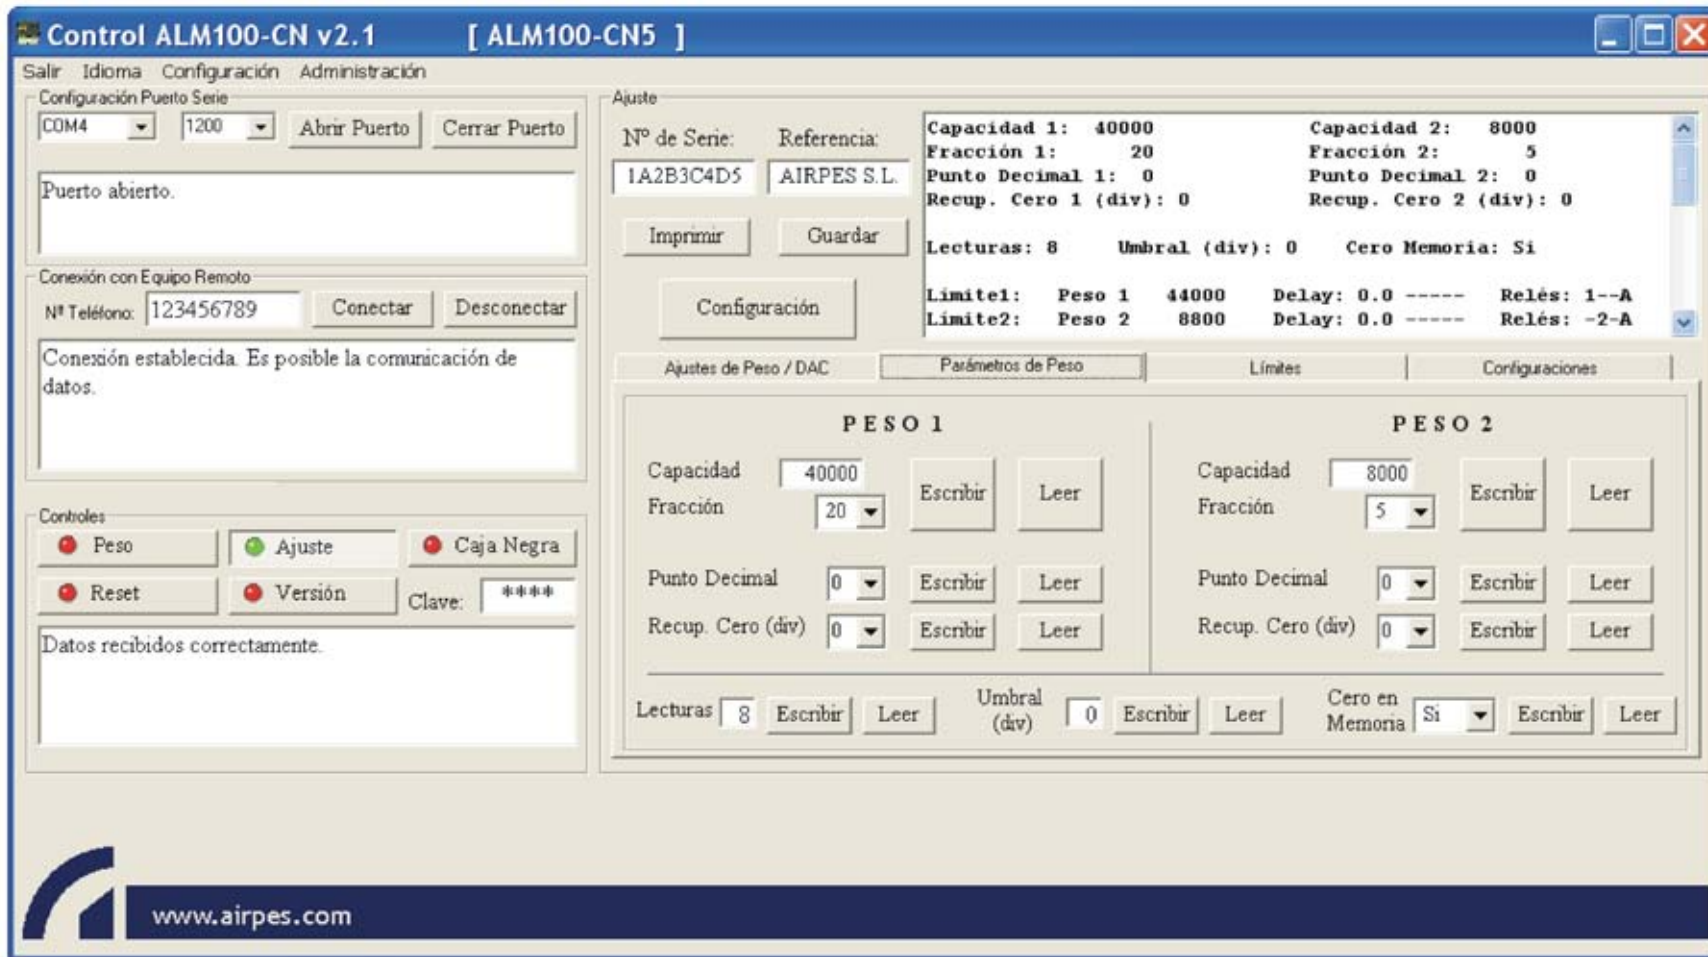 Control ALM100-CN v2.1 [ ALM100-CN5 ]
Salir Idioma Configuración Administración
Configuración Puerto Serie
COM4 1200 Abrir Puerto Cerrar Puerto
Puerto abierto.
Conexión con Equipo Remoto
Nº Teléfono: 123456789 Conectar Desconectar
Conexión establecida. Es posible la comunicación de
datos.
Controles
Peso Ajuste Caja Negra
Reset Versión Clave: ****
Datos recibidos correctamente.
Ajuste
Nº de Serie: Referencia:
1A2B3C4D5 AIRPES S.L.
Imprimir Guardar
Configuración
Capacidad 1: 40000 Capacidad 2: 8000
Fracción 1: 20 Fracción 2: 5
Punto Decimal 1: 0 Punto Decimal 2: 0
Recup. Cero 1 (div): 0 Recup. Cero 2 (div): 0
Lecturas: 8 Umbral (div): 0 Cero Memoria: Si
Limite1: Peso 1 44000 Delay: 0.0 ----- Relés: 1--A
Limite2: Peso 2 8800 Delay: 0.0 ----- Relés: -2-A
Ajustes de Peso / DAC Parámetros de Peso Límites Configuraciones
PESO 1 PESO 2
Capacidad 40000 Escribir Leer Capacidad 8000 Escribir Leer
Fracción 20 Fracción 5
Punto Decimal 0 Escribir Leer Punto Decimal 0 Escribir Leer
Recup. Cero (div) 0 Escribir Leer Recup. Cero (div) 0 Escribir Leer
Lecturas 8 Escribir Leer Umbral (div) 0 Escribir Leer Cero en Memoria Si Escribir Leer
www.airpes.com